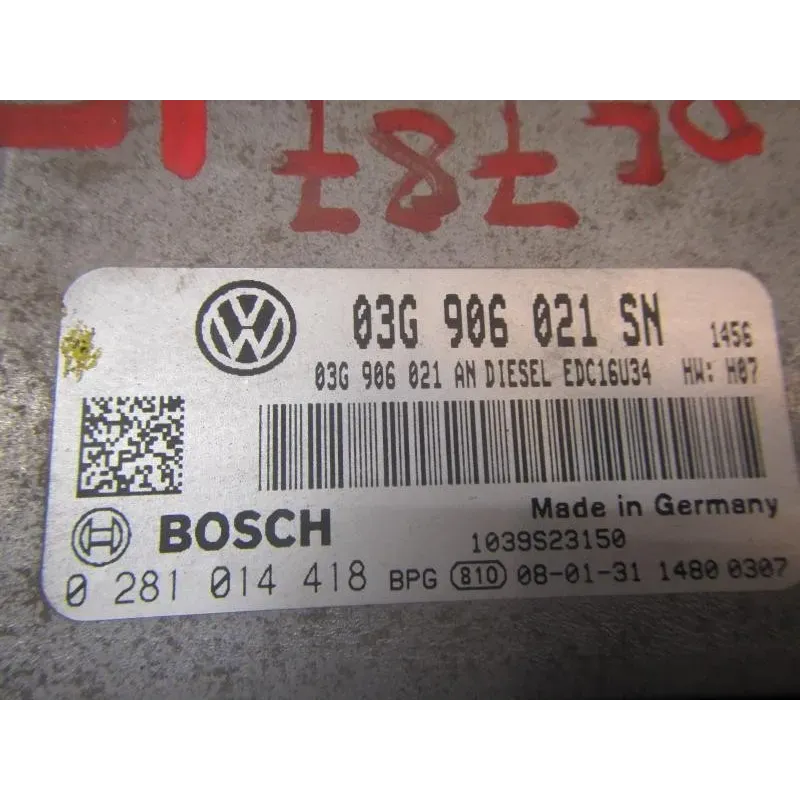 787
03G 906 021 SN 1456
03G 906 021 AN DIESEL EDC16U34 HW: H07
Made in Germany
BOSCH
1039S23150
0 281 014 418 BPG 810 08-01-31 1480 0307